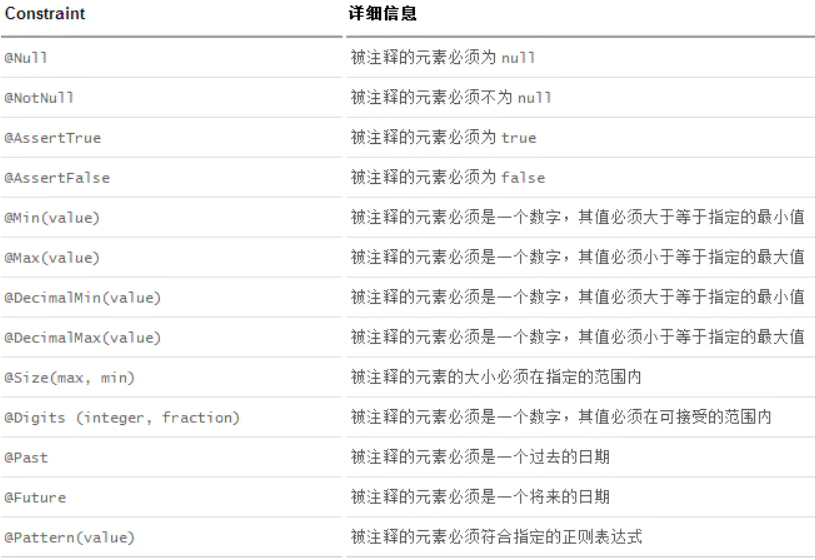 Constraint 详细信息
@Null 被注释的元素必须为 null
@NotNull 被注释的元素必须不为 null
@AssertTrue 被注释的元素必须为 true
@AssertFalse 被注释的元素必须为 false
@Min(value) 被注释的元素必须是一个数字，其值必须大于等于指定的最小值
@Max(value) 被注释的元素必须是一个数字，其值必须小于等于指定的最大值
@DecimalMin(value) 被注释的元素必须是一个数字，其值必须大于等于指定的最小值
@DecimalMax(value) 被注释的元素必须是一个数字，其值必须小于等于指定的最大值
@Size(max, min) 被注释的元素的大小必须在指定的范围内
@Digits (integer, fraction) 被注释的元素必须是一个数字，其值必须在可接受的范围内
@Past 被注释的元素必须是一个过去的日期
@Future 被注释的元素必须是一个将来的日期
@Pattern(value) 被注释的元素必须符合指定的正则表达式